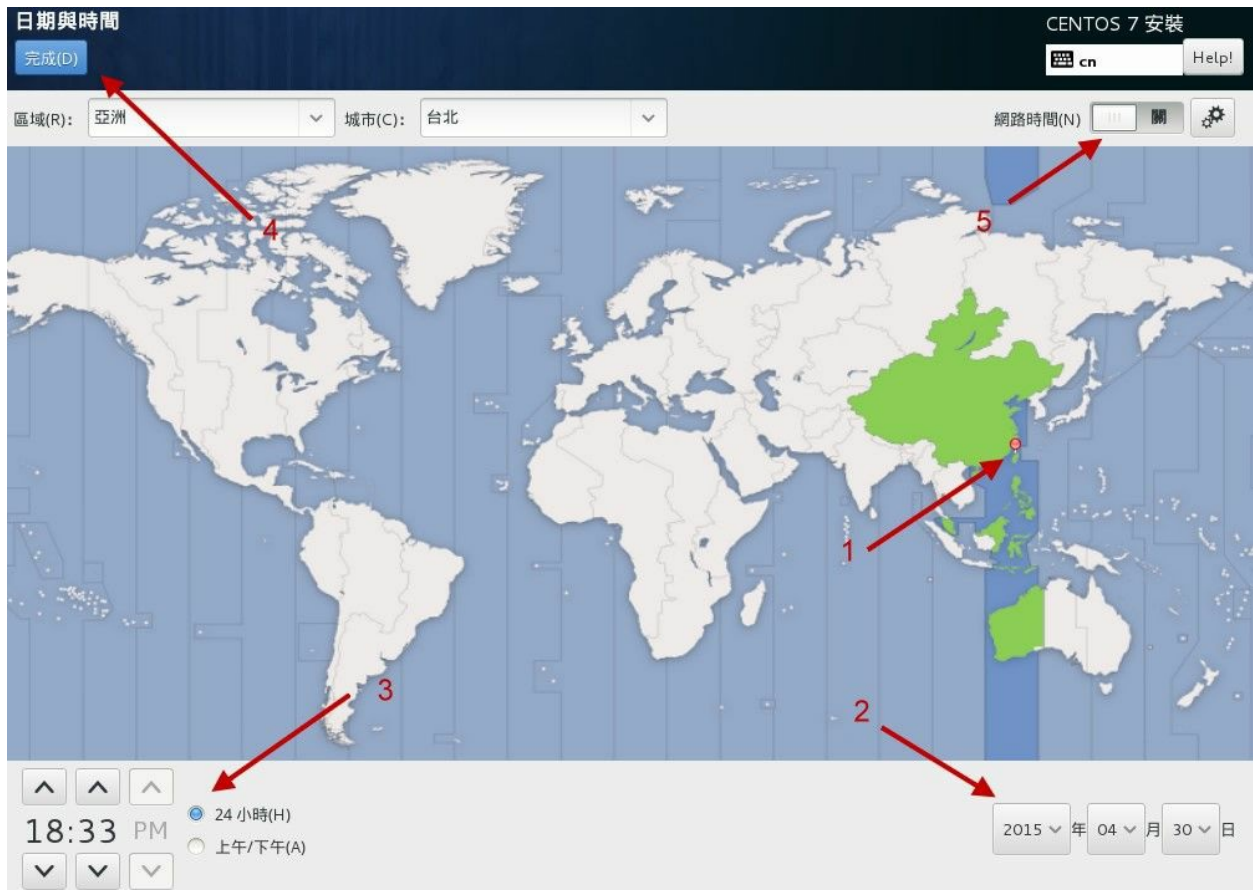 日期與時間
CENTOS 7 安裝
完成(D)
cn
Help!
區域(R): 亞洲 城市(C): 台北 網路時間(N) 關
4
5
1
3
2
24 小時(H)
18:33 PM
上午/下午(A)
2015 年 04 月 30 日